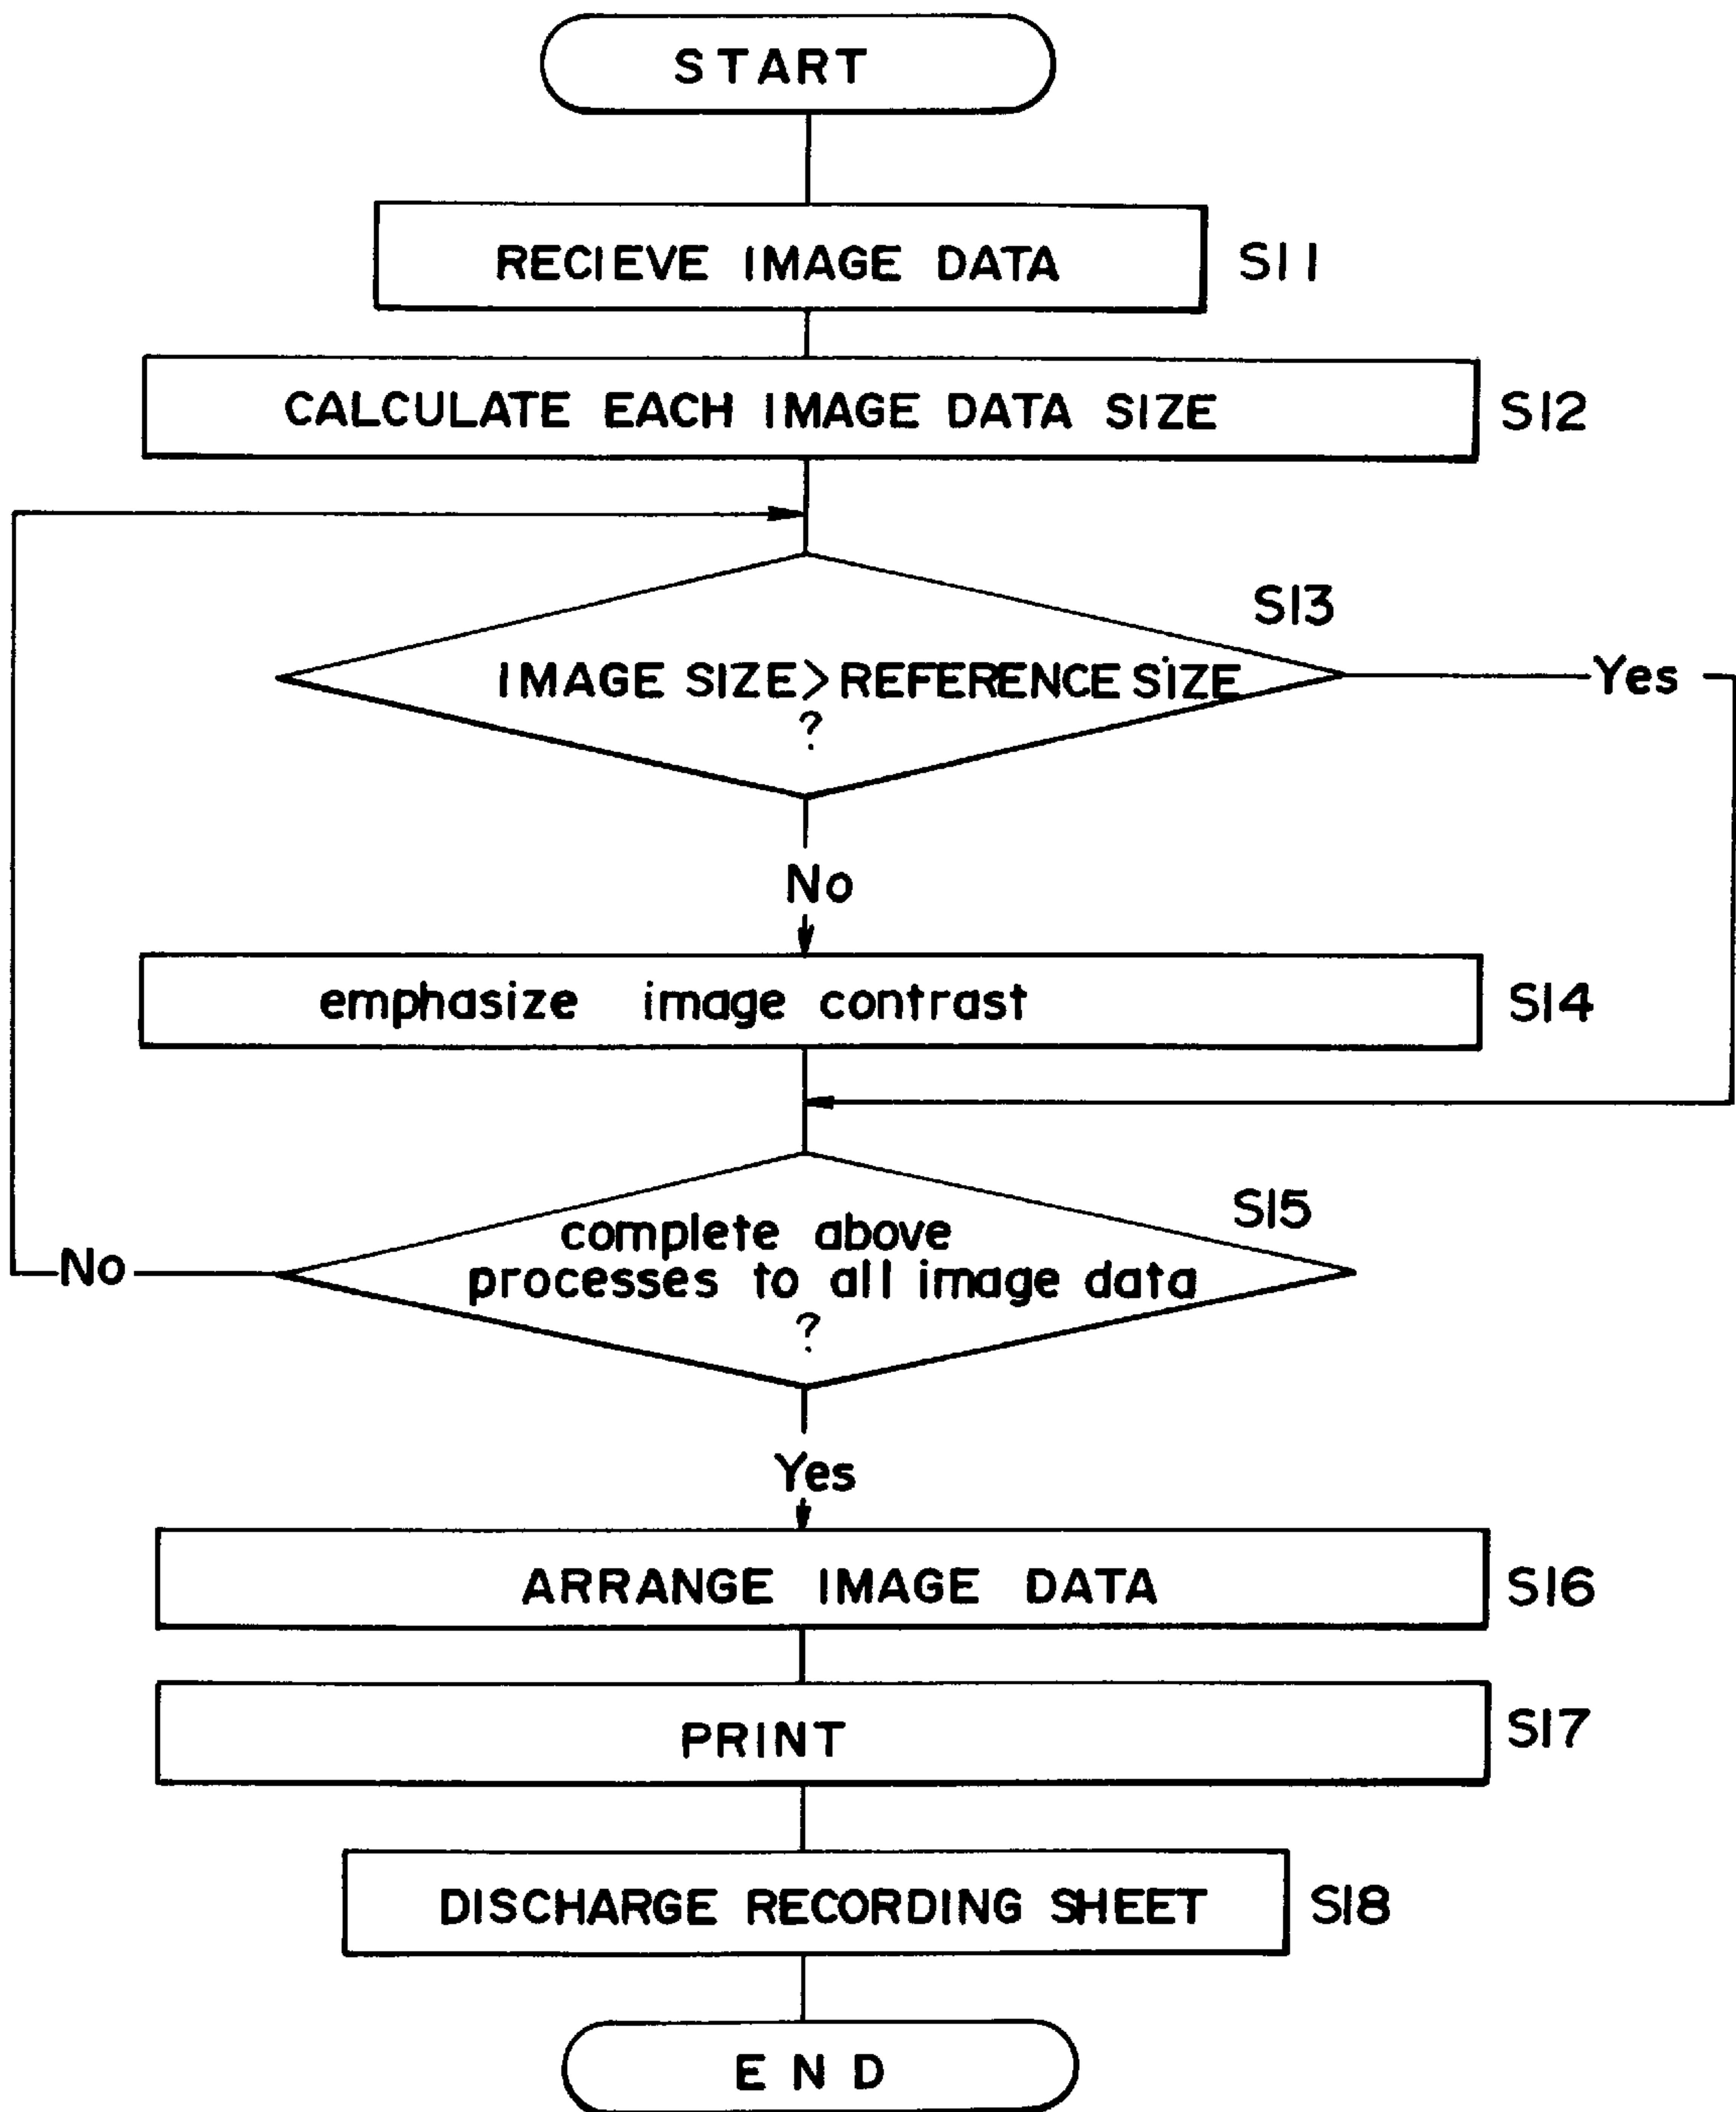 START
RECIEVE IMAGE DATA
S11
CALCULATE EACH IMAGE DATA SIZE
S12
S13
IMAGE SIZE>REFERENCE SIZE
?
Yes
No
emphasize image contrast
S14
S15
complete above
processes to all image data
?
No
Yes
ARRANGE IMAGE DATA
S16
PRINT
S17
DISCHARGE RECORDING SHEET
S18
END